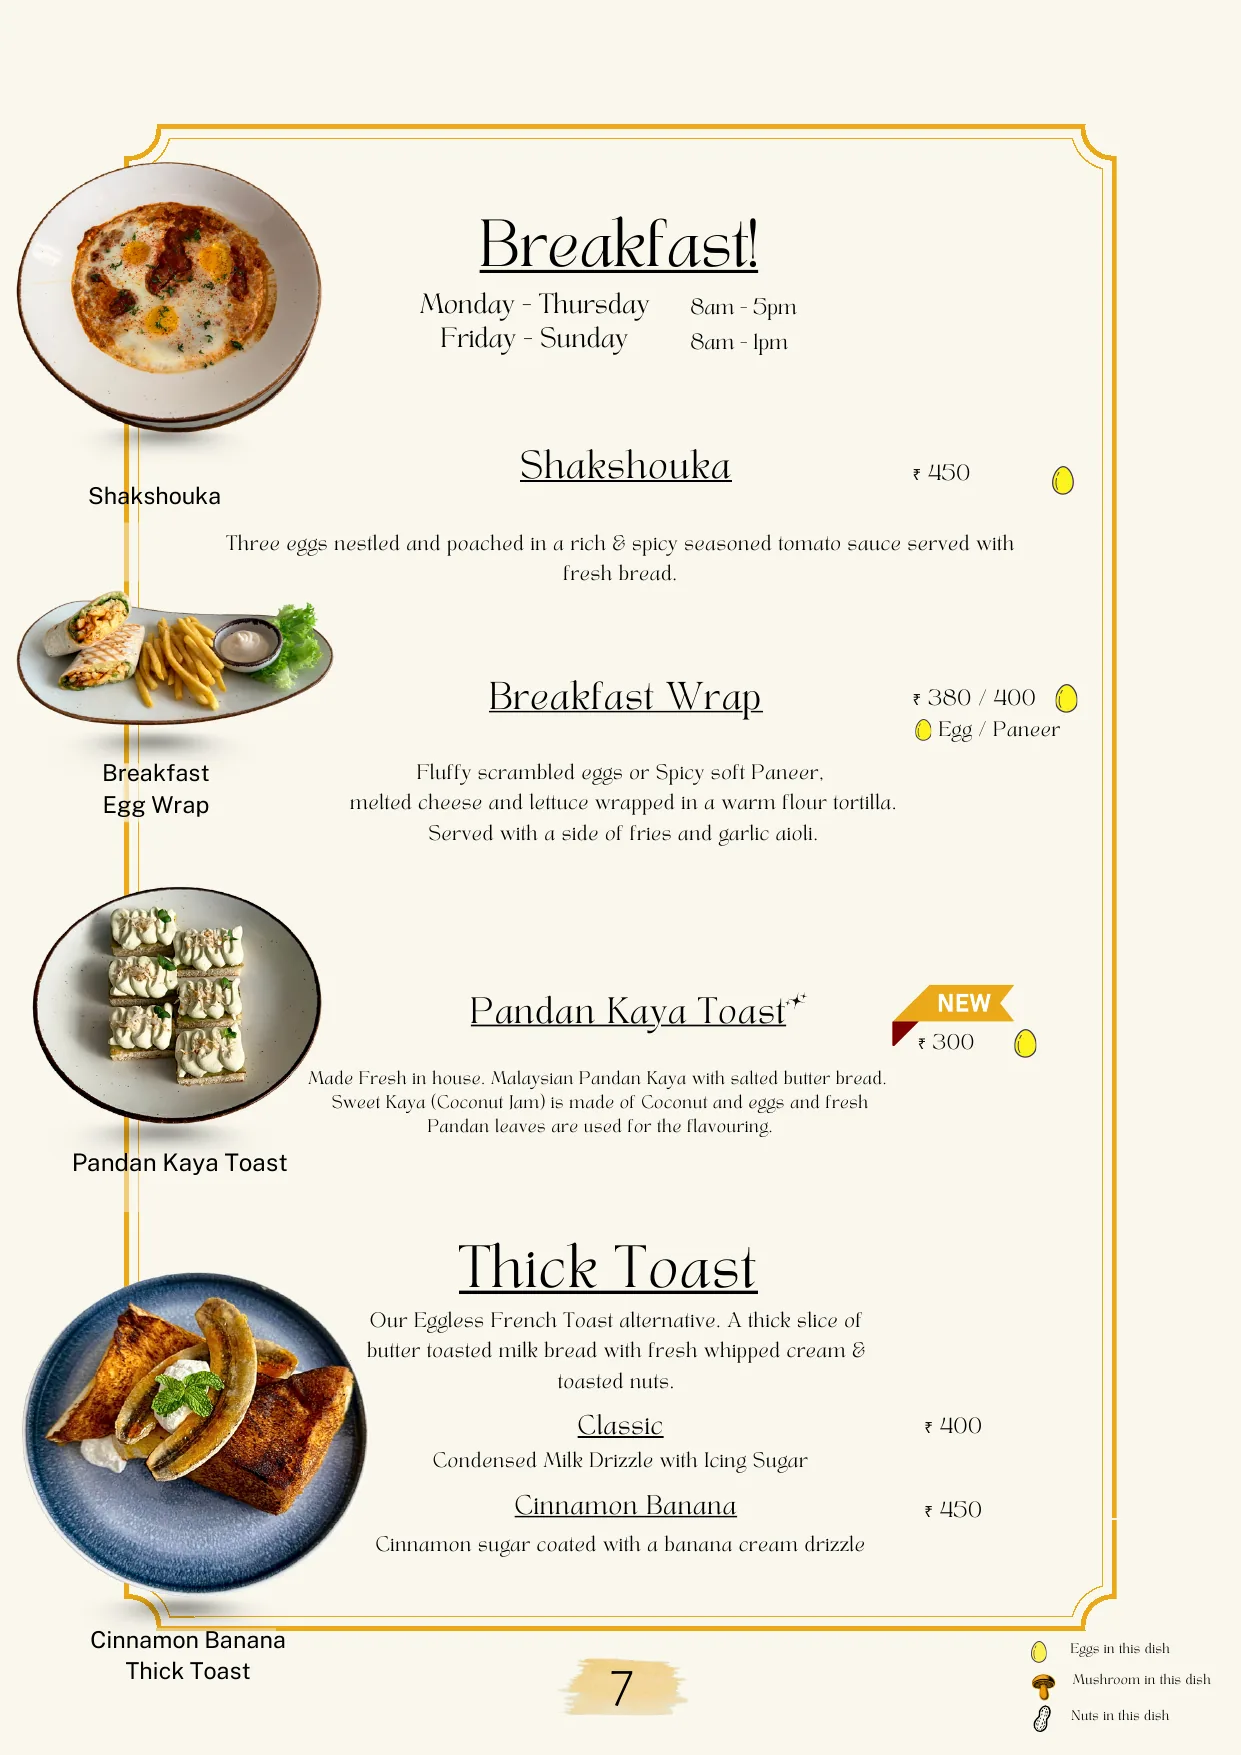 Breakfast!
Monday - Thursday 8am - 5pm
Friday - Sunday 8am - 1pm
Shakshouka ₹ 450
Shakshouka
Three eggs nestled and poached in a rich & spicy seasoned tomato sauce served with
fresh bread.
Breakfast Wrap ₹ 380 / 400
Egg / Paneer
Breakfast
Egg Wrap
Fluffy scrambled eggs or Spicy soft Paneer,
melted cheese and lettuce wrapped in a warm flour tortilla.
Served with a side of fries and garlic aioli.
Pandan Kaya Toast NEW
₹ 300
Made Fresh in house. Malaysian Pandan Kaya with salted butter bread.
Sweet Kaya (Coconut Jam) is made of Coconut and eggs and fresh
Pandan leaves are used for the flavouring.
Pandan Kaya Toast
Thick Toast
Our Eggless French Toast alternative. A thick slice of
butter toasted milk bread with fresh whipped cream &
toasted nuts.
Classic ₹ 400
Condensed Milk Drizzle with Icing Sugar
Cinnamon Banana ₹ 450
Cinnamon sugar coated with a banana cream drizzle
Cinnamon Banana
Thick Toast
7
Eggs in this dish
Mushroom in this dish
Nuts in this dish